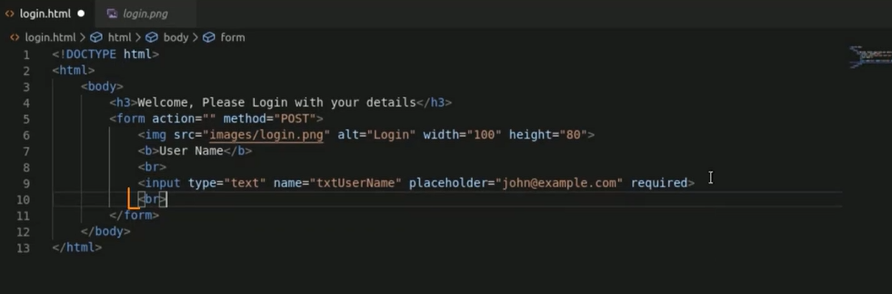 login.html login.png
login.html > html > body > form
1 <!DOCTYPE html>
2 <html>
3 <body>
4 <h3>Welcome, Please Login with your details</h3>
5 <form action="" method="POST">
6 <img src="images/login.png" alt="Login" width="100" height="80">
7 <b>User Name</b>
8 <br>
9 <input type="text" name="txtUserName" placeholder="john@example.com" required>
10 <br>
11 </form>
12 </body>
13 </html>